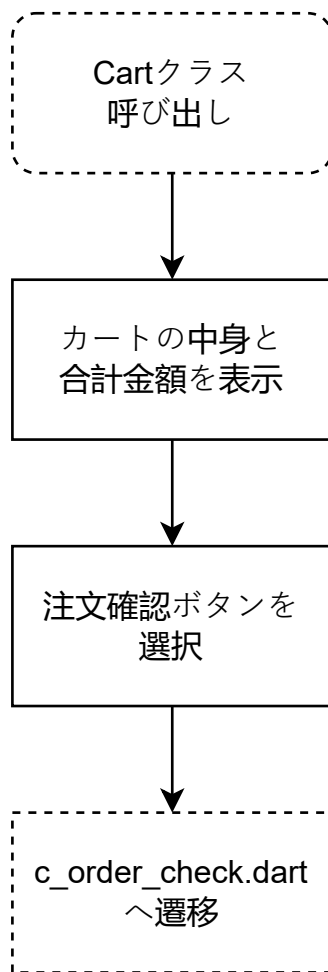 Cartクラス
呼び出し
カートの中身と
合計金額を表示
注文確認ボタンを
選択
c_order_check.dart
へ遷移